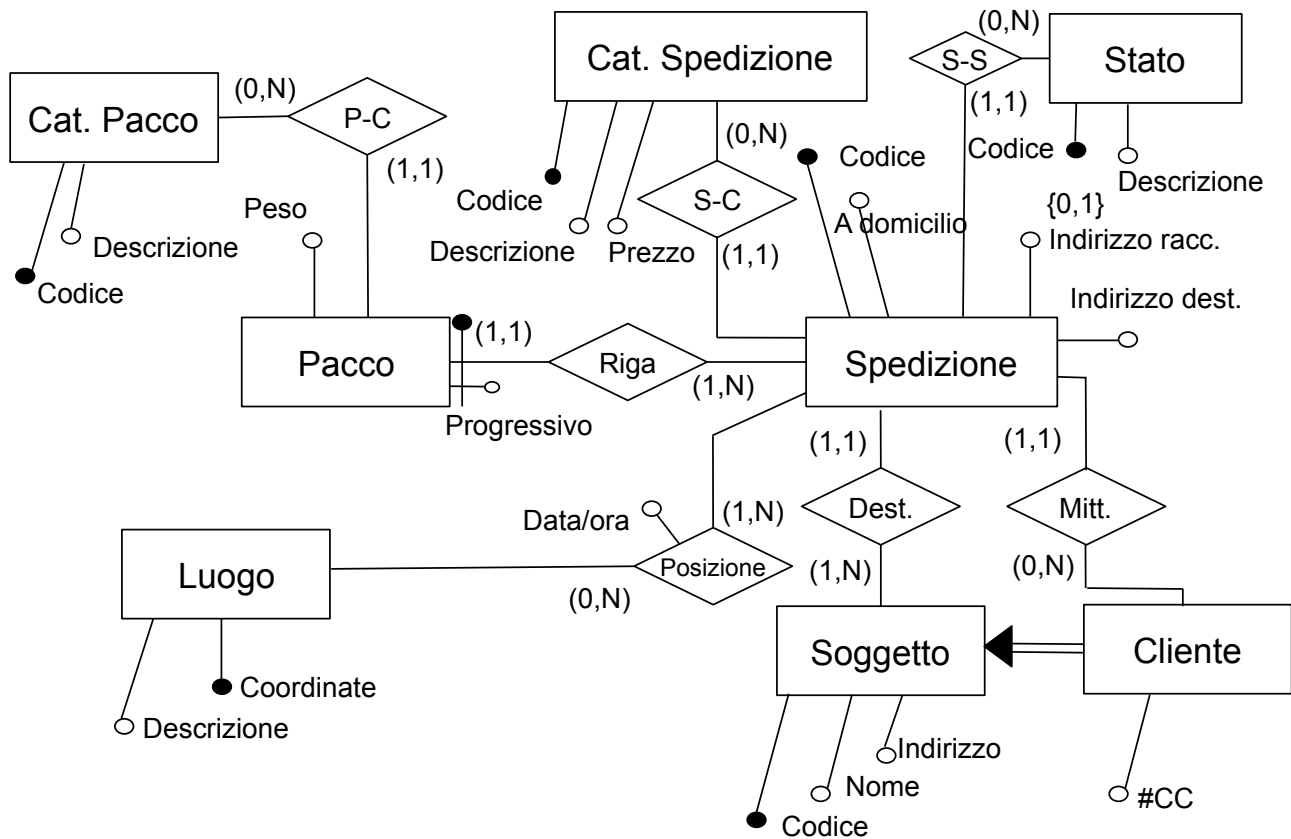 (0,N)
Cat. Spedizione
(0,N)
S-S
Stato
Cat. Pacco
P-C
(1,1)
(1,1)
(0,N)
Codice
Codice
Codice
Descrizione
Peso
S-C
A domicilio
{0,1}
Indirizzo racc.
Descrizione
Codice
Descrizione
Prezzo
(1,1)
Indirizzo dest.
Pacco
(1,1)
Riga
(1,N)
Spedizione
Progressivo
(1,1)
(1,1)
Data/ora
(1,N)
Dest.
Mitt.
Luogo
(0,N)
Posizione
(1,N)
(0,N)
Soggetto
Cliente
Coordinate
Descrizione
Indirizzo
Nome
Codice
#CC